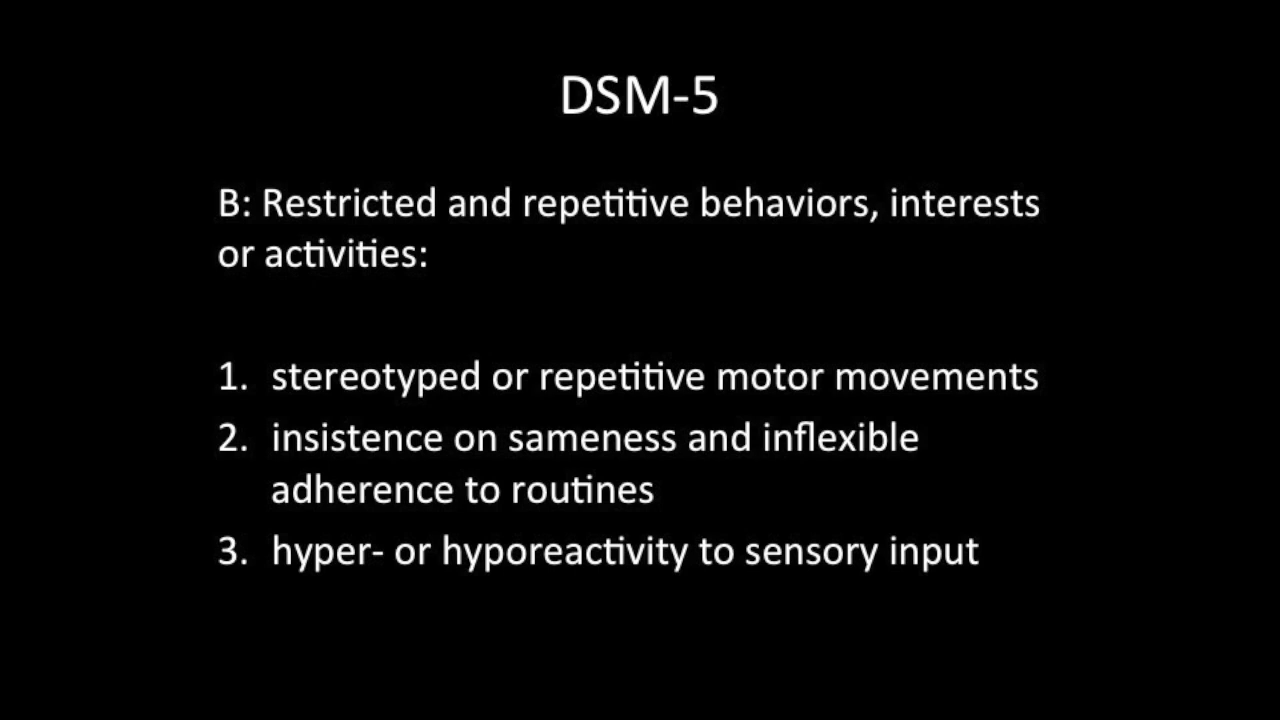 DSM-5
B: Restricted and repetitive behaviors, interests
or activities:
1. stereotyped or repetitive motor movements
2. insistence on sameness and inflexible
adherence to routines
3. hyper- or hyporeactivity to sensory input